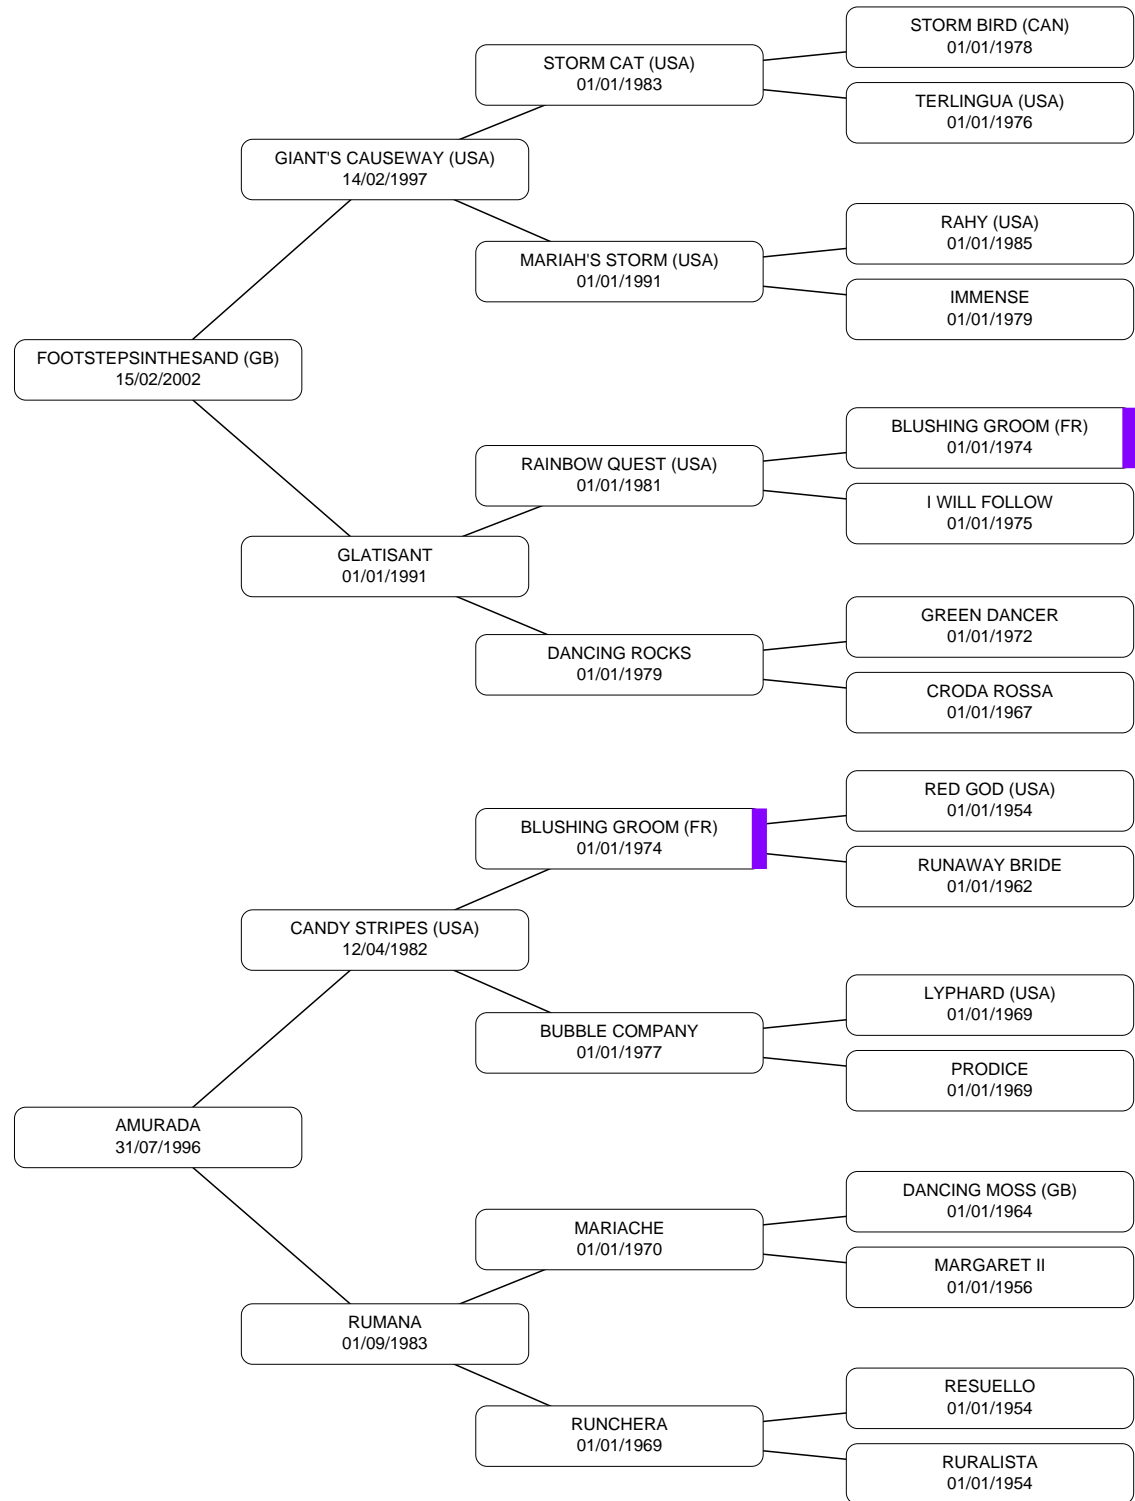 STORM BIRD (CAN)
01/01/1978
STORM CAT (USA)
01/01/1983
TERLINGUA (USA)
01/01/1976
GIANT'S CAUSEWAY (USA)
14/02/1997
RAHY (USA)
01/01/1985
MARIAH'S STORM (USA)
01/01/1991
IMMENSE
01/01/1979
FOOTSTEPSINTHESAND (GB)
15/02/2002
BLUSHING GROOM (FR)
01/01/1974
RAINBOW QUEST (USA)
01/01/1981
I WILL FOLLOW
01/01/1975
GLATISANT
01/01/1991
GREEN DANCER
01/01/1972
DANCING ROCKS
01/01/1979
CRODA ROSSA
01/01/1967
RED GOD (USA)
01/01/1954
BLUSHING GROOM (FR)
01/01/1974
RUNAWAY BRIDE
01/01/1962
CANDY STRIPES (USA)
12/04/1982
LYPHARD (USA)
01/01/1969
BUBBLE COMPANY
01/01/1977
PRODICE
01/01/1969
AMURADA
31/07/1996
DANCING MOSS (GB)
01/01/1964
MARIACHE
01/01/1970
MARGARET II
01/01/1956
RUMANA
01/09/1983
RESUELLO
01/01/1954
RUNCHERA
01/01/1969
RURALISTA
01/01/1954